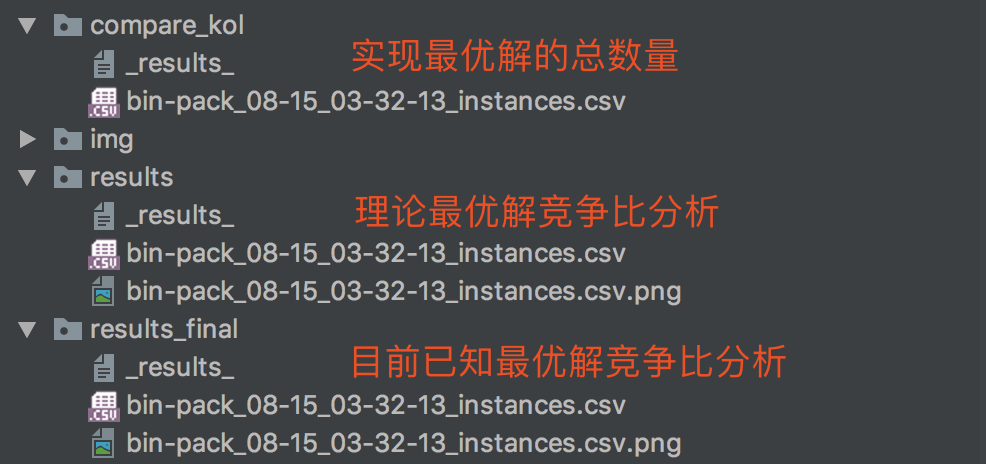 compare_kol
_results_ 实现最优解的总数量
bin-pack_08-15_03-32-13_instances.csv
img
results
_results_ 理论最优解竞争比分析
bin-pack_08-15_03-32-13_instances.csv
bin-pack_08-15_03-32-13_instances.csv.png
results_final
_results_ 目前已知最优解竞争比分析
bin-pack_08-15_03-32-13_instances.csv
bin-pack_08-15_03-32-13_instances.csv.png